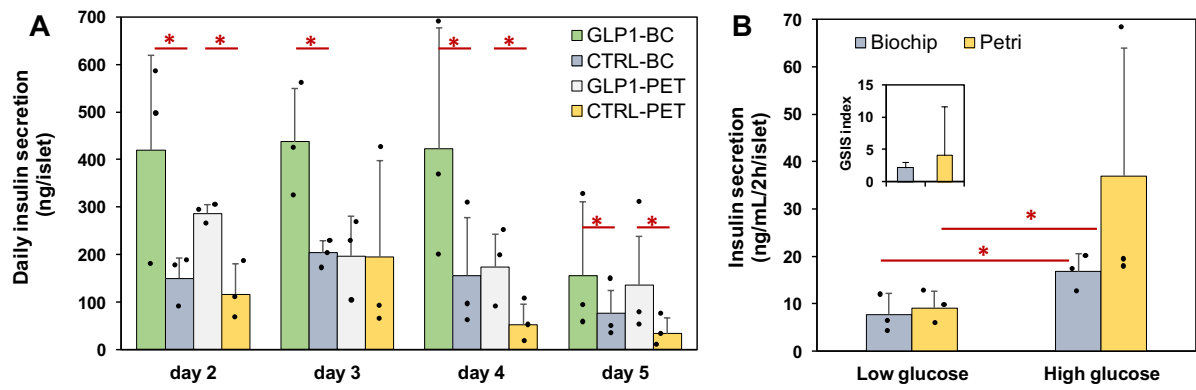 A
Daily insulin secretion
(ng/islet)
700
600
500
400
300
200
100
0
* * * * * * *
GLP1-BC
CTRL-BC
GLP1-PET
CTRL-PET
day 2 day 3 day 4 day 5
B
Insulin secretion
(ng/mL/2h/islet)
70
60
50
40
30
20
10
0
Biochip Petri
GSIS index
15
10
5
0
*
*
Low glucose High glucose